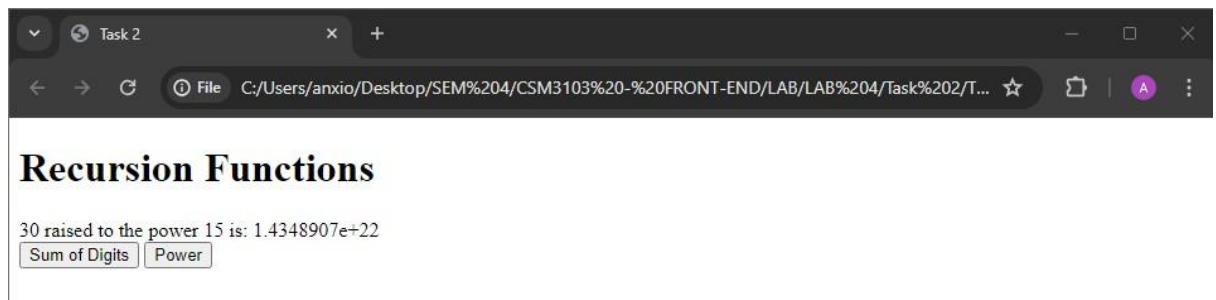 Task 2
File C:/Users/anxio/Desktop/SEM%204/CSM3103%20-%20FRONT-END/LAB/LAB%204/Task%202/T...
A
Recursion Functions
30 raised to the power 15 is: 1.4348907e+22
Sum of Digits Power